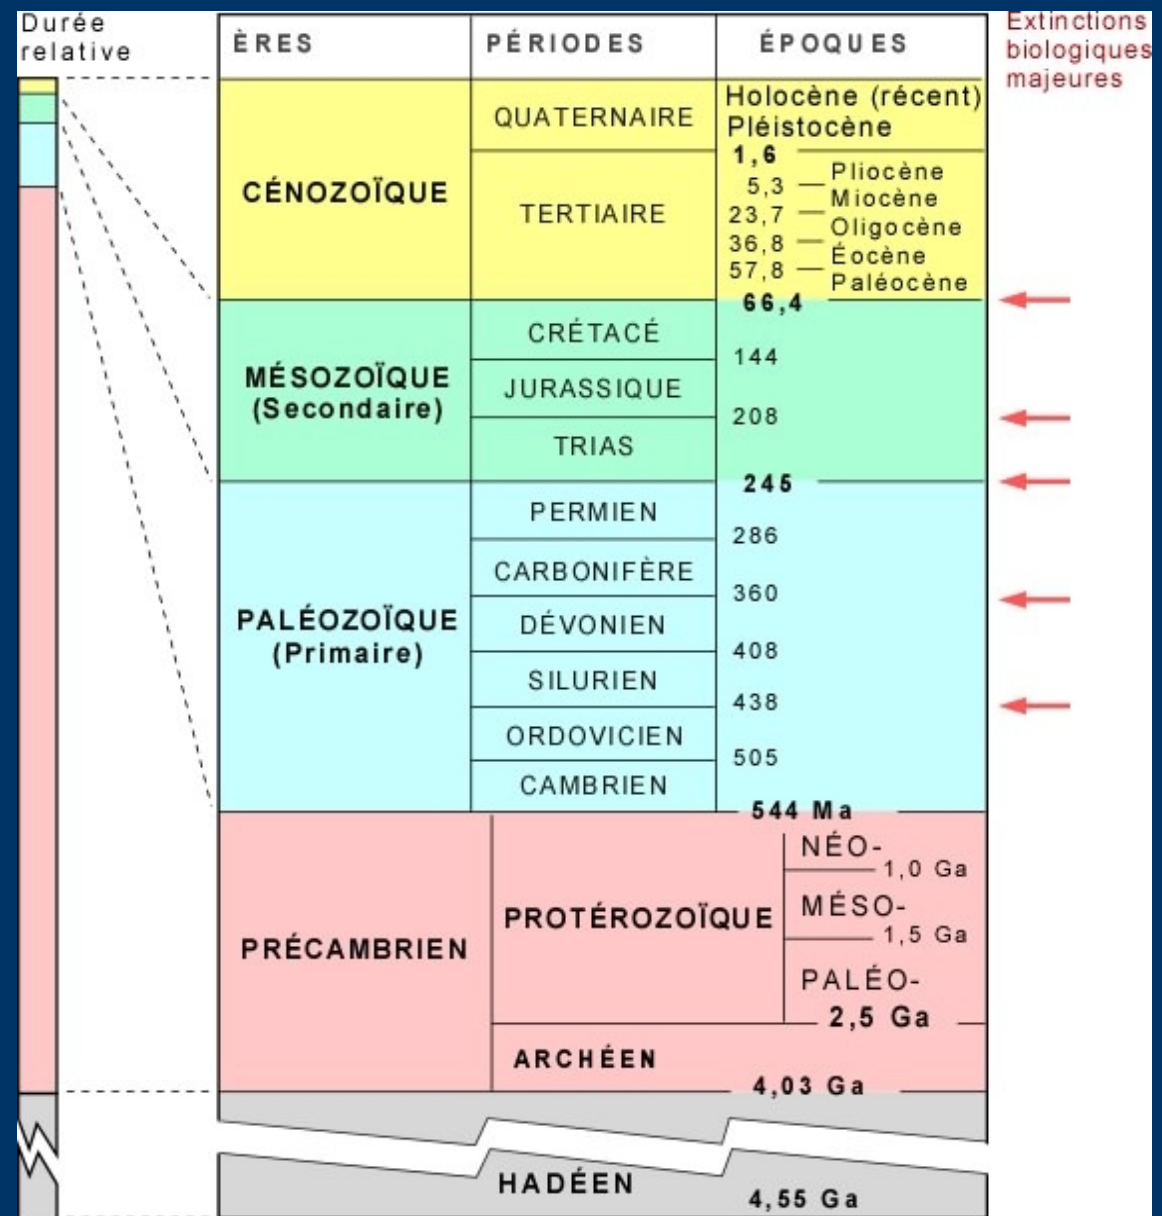 Durée
relative
ÈRES
PÉRIODES
ÉPOQUES
Extinctions
biologiques
majeures
CÉNOZOÏQUE
QUATERNAIRE
Holocène (récent)
Pléistocène
1,6
TERTIAIRE
Pliocène
5,3
Miocène
23,7
Oligocène
36,8
Éocène
57,8
Paléocène
66,4
MÉSOZOÏQUE
(Secondaire)
CRÉTACÉ
144
JURASSIQUE
208
TRIAS
245
PALÉOZOÏQUE
(Primaire)
PERMIEN
286
CARBONIFÈRE
360
DÉVONIEN
408
SILURIEN
438
ORDOVICIEN
505
CAMBRIEN
544 Ma
PRÉCAMBRIEN
PROTÉROZOÏQUE
NÉO-
1,0 Ga
MÉSO-
1,5 Ga
PALÉO-
2,5 Ga
ARCHÉEN
4,03 Ga
HADÉEN
4,55 Ga